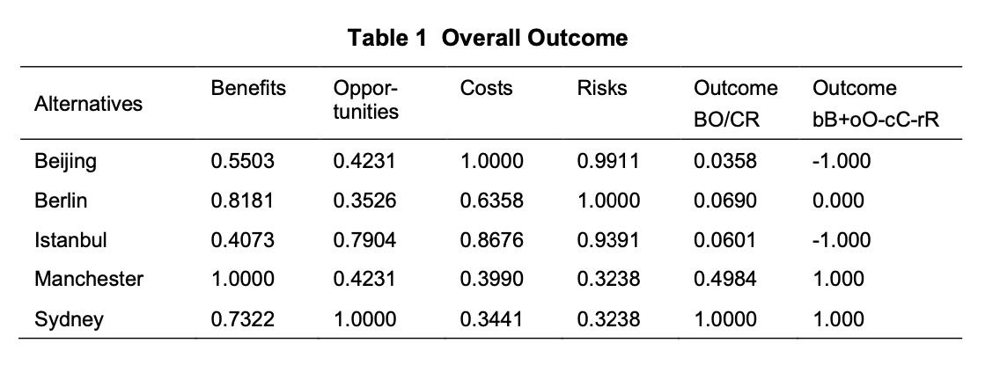 Table 1 Overall Outcome
Alternatives Benefits Oppor- Costs Risks Outcome Outcome
tunities BO/CR bB+oO-cC-rR
Beijing 0.5503 0.4231 1.0000 0.9911 0.0358 -1.000
Berlin 0.8181 0.3526 0.6358 1.0000 0.0690 0.000
Istanbul 0.4073 0.7904 0.8676 0.9391 0.0601 -1.000
Manchester 1.0000 0.4231 0.3990 0.3238 0.4984 1.000
Sydney 0.7322 1.0000 0.3441 0.3238 1.0000 1.000